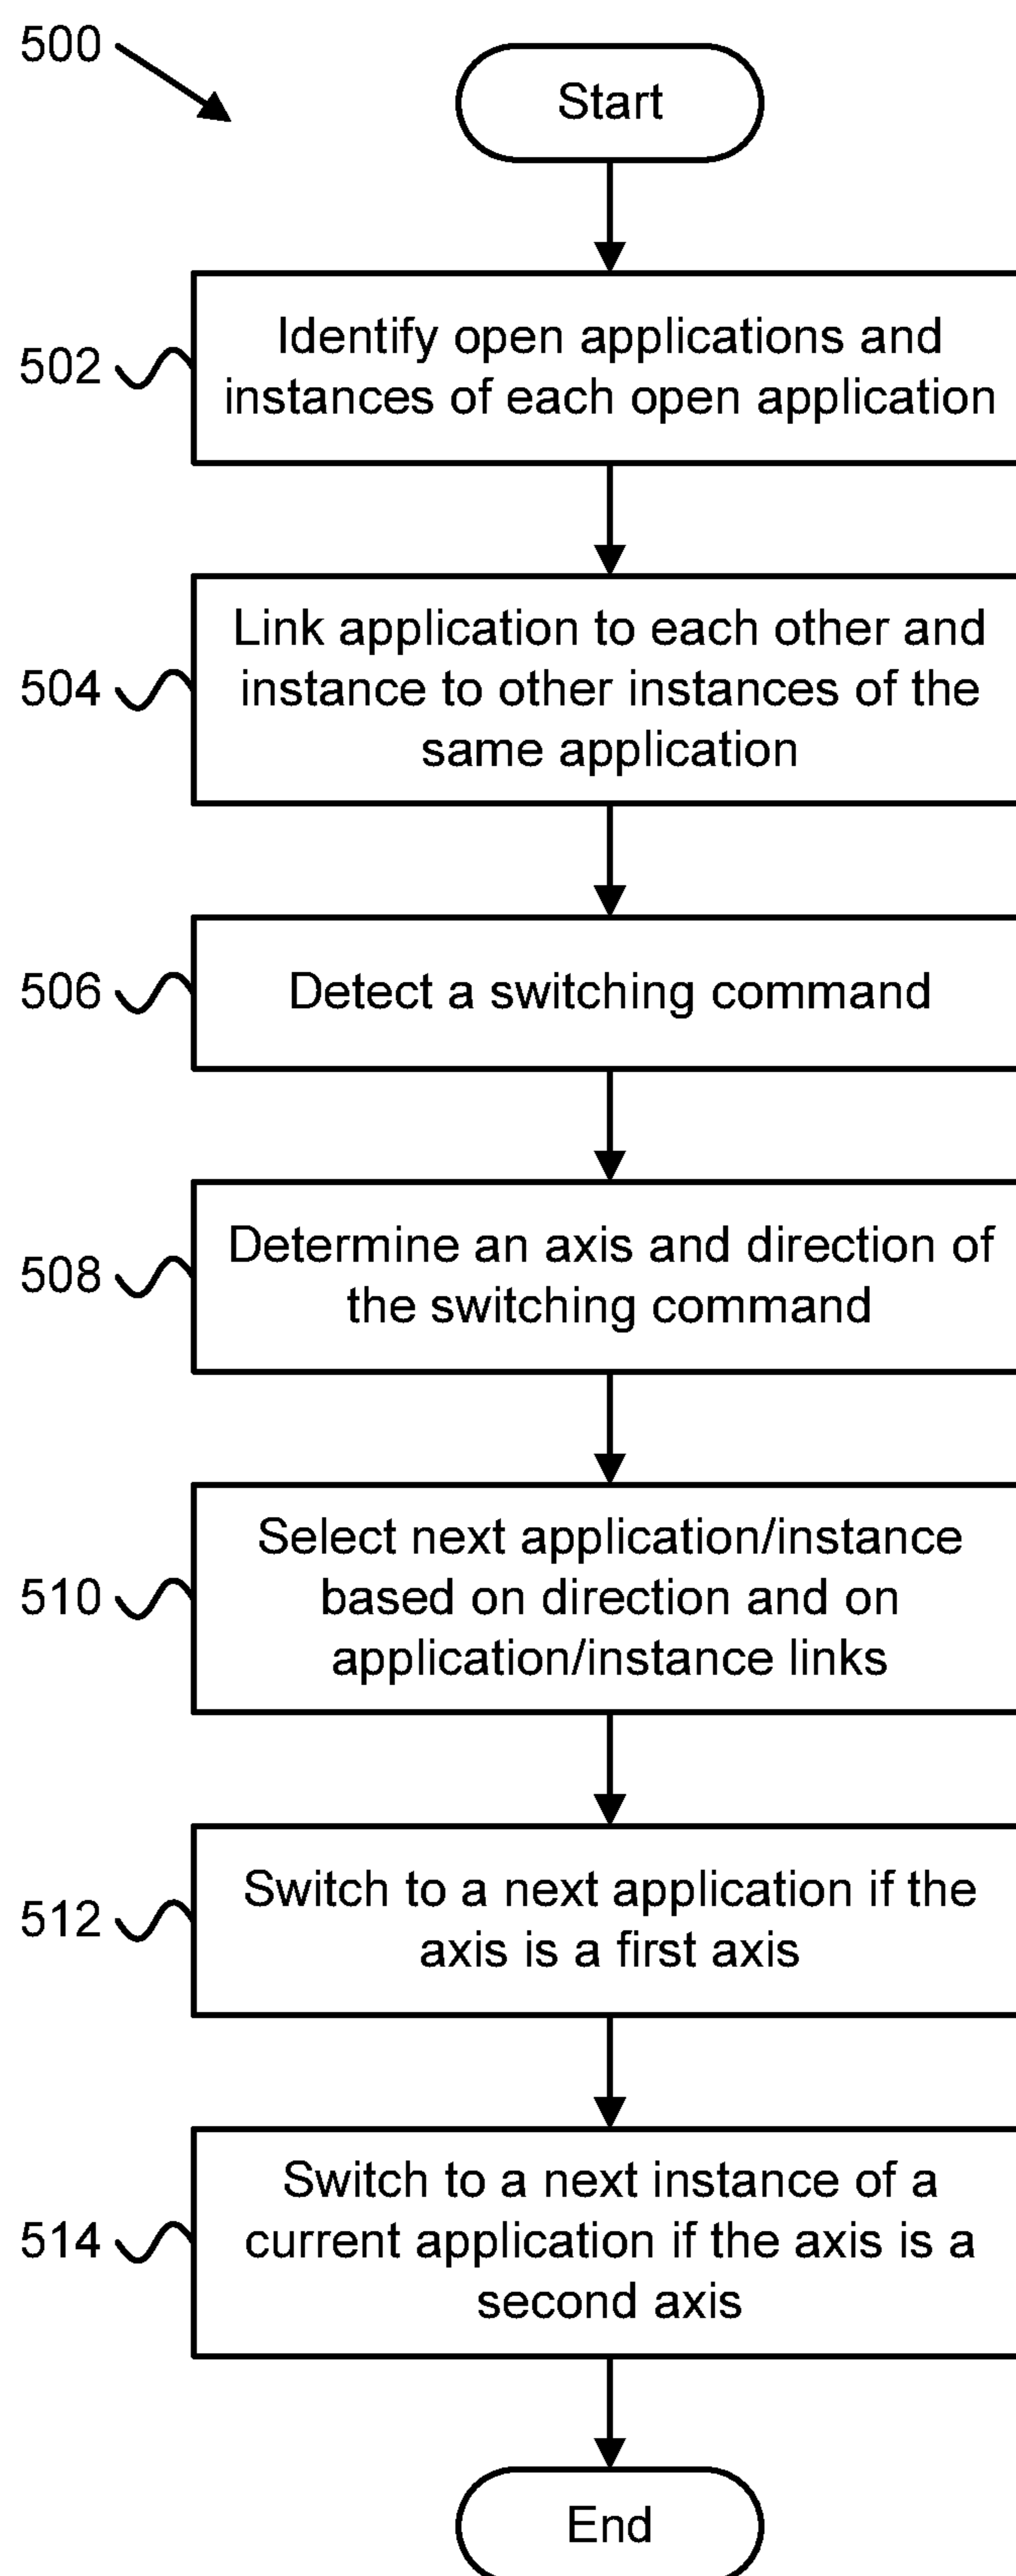 500
Start
502
Identify open applications and
instances of each open application
504
Link application to each other and
instance to other instances of the
same application
506
Detect a switching command
508
Determine an axis and direction of
the switching command
510
Select next application/instance
based on direction and on
application/instance links
512
Switch to a next application if the
axis is a first axis
514
Switch to a next instance of a
current application if the axis is a
second axis
End